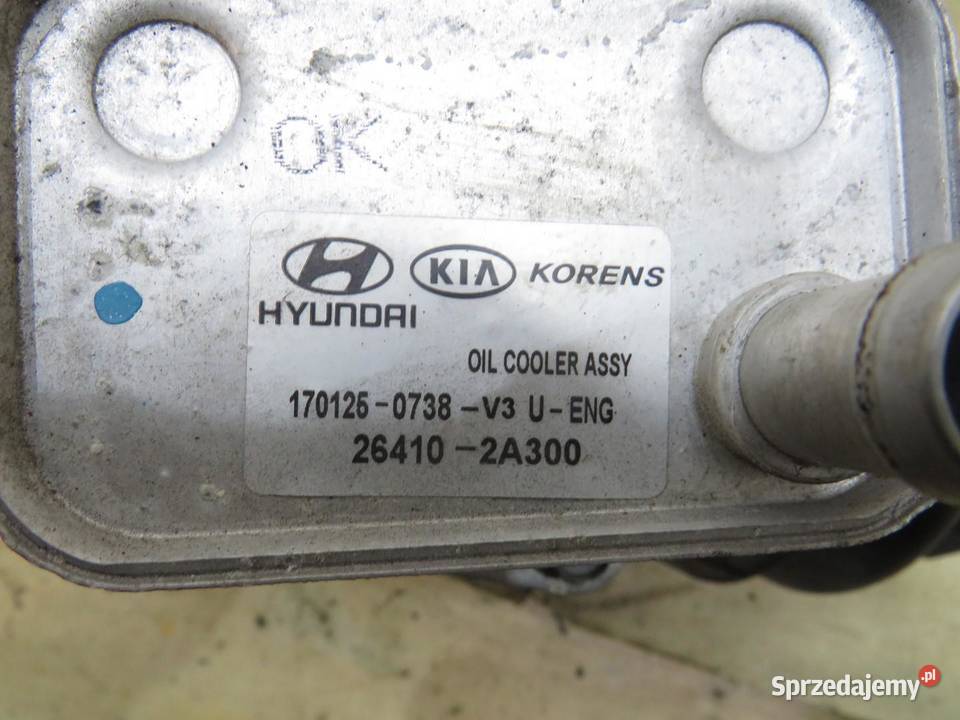 OK
HYUNDAI KIA KORENS
OIL COOLER ASSY
170125-0738-V3 U-ENG
26410-2A300
Sprzedajemy.pl